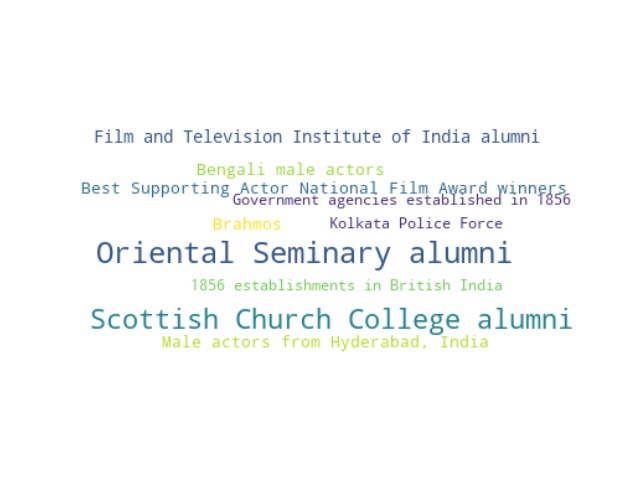 Film and Television Institute of India alumni
Bengali male actors
Best Supporting Actor National Film Award winners
Government agencies established in 1856
Brahmos
Kolkata Police Force
Oriental Seminary alumni
1856 establishments in British India
Scottish Church College alumni
Male actors from Hyderabad, India